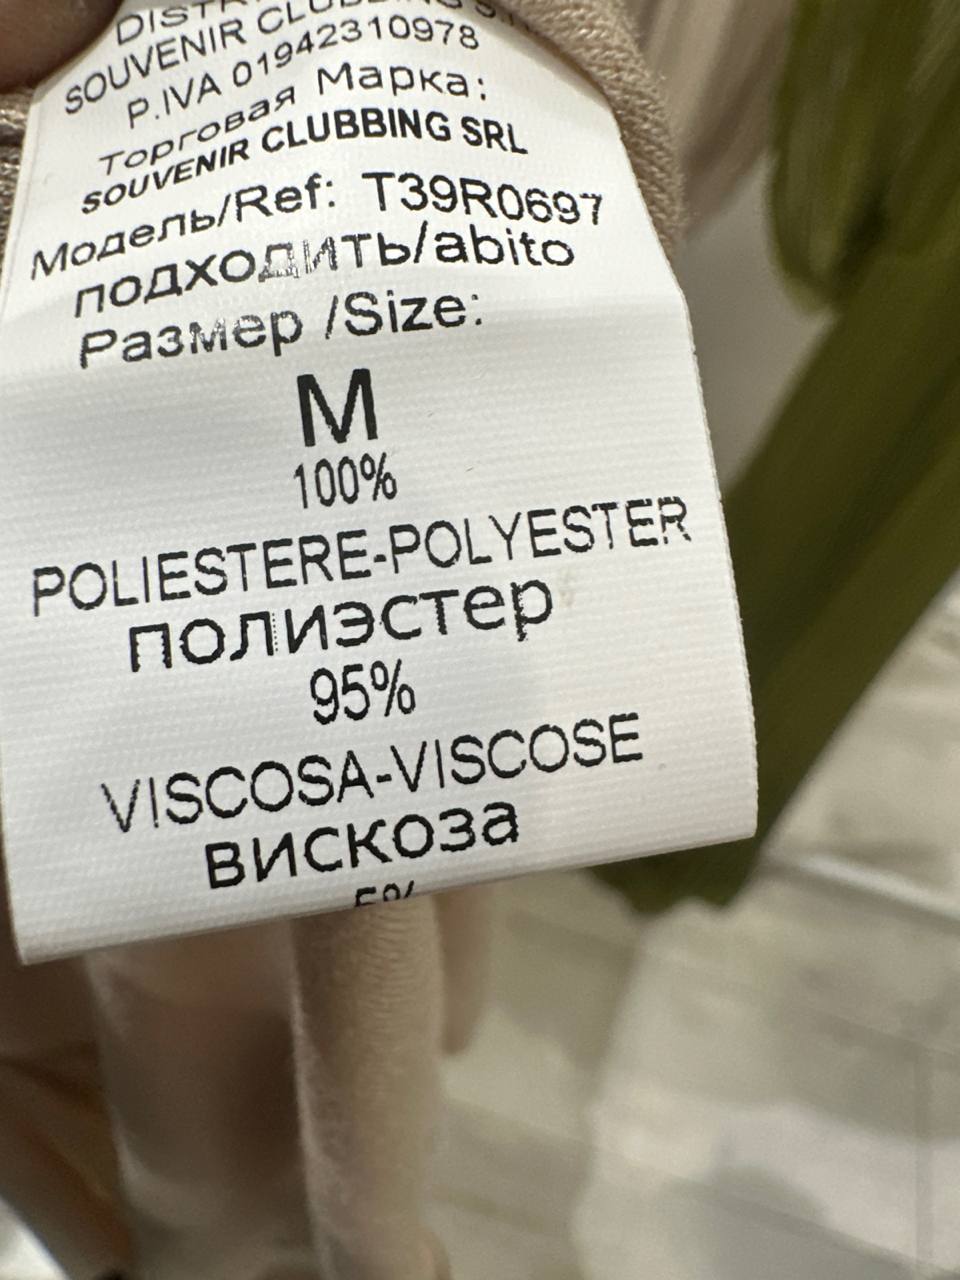 SOUVENIR CLUBBING S.
P.IVA 01942310978
Торговая Марка:
SOUVENIR CLUBBING SRL
Модель/Ref: T39R0697
подходить/abito
Размер /Size:
M
100%
POLIESTERE-POLYESTER
полиэстер
95%
VISCOSA-VISCOSE
вискоза
5%